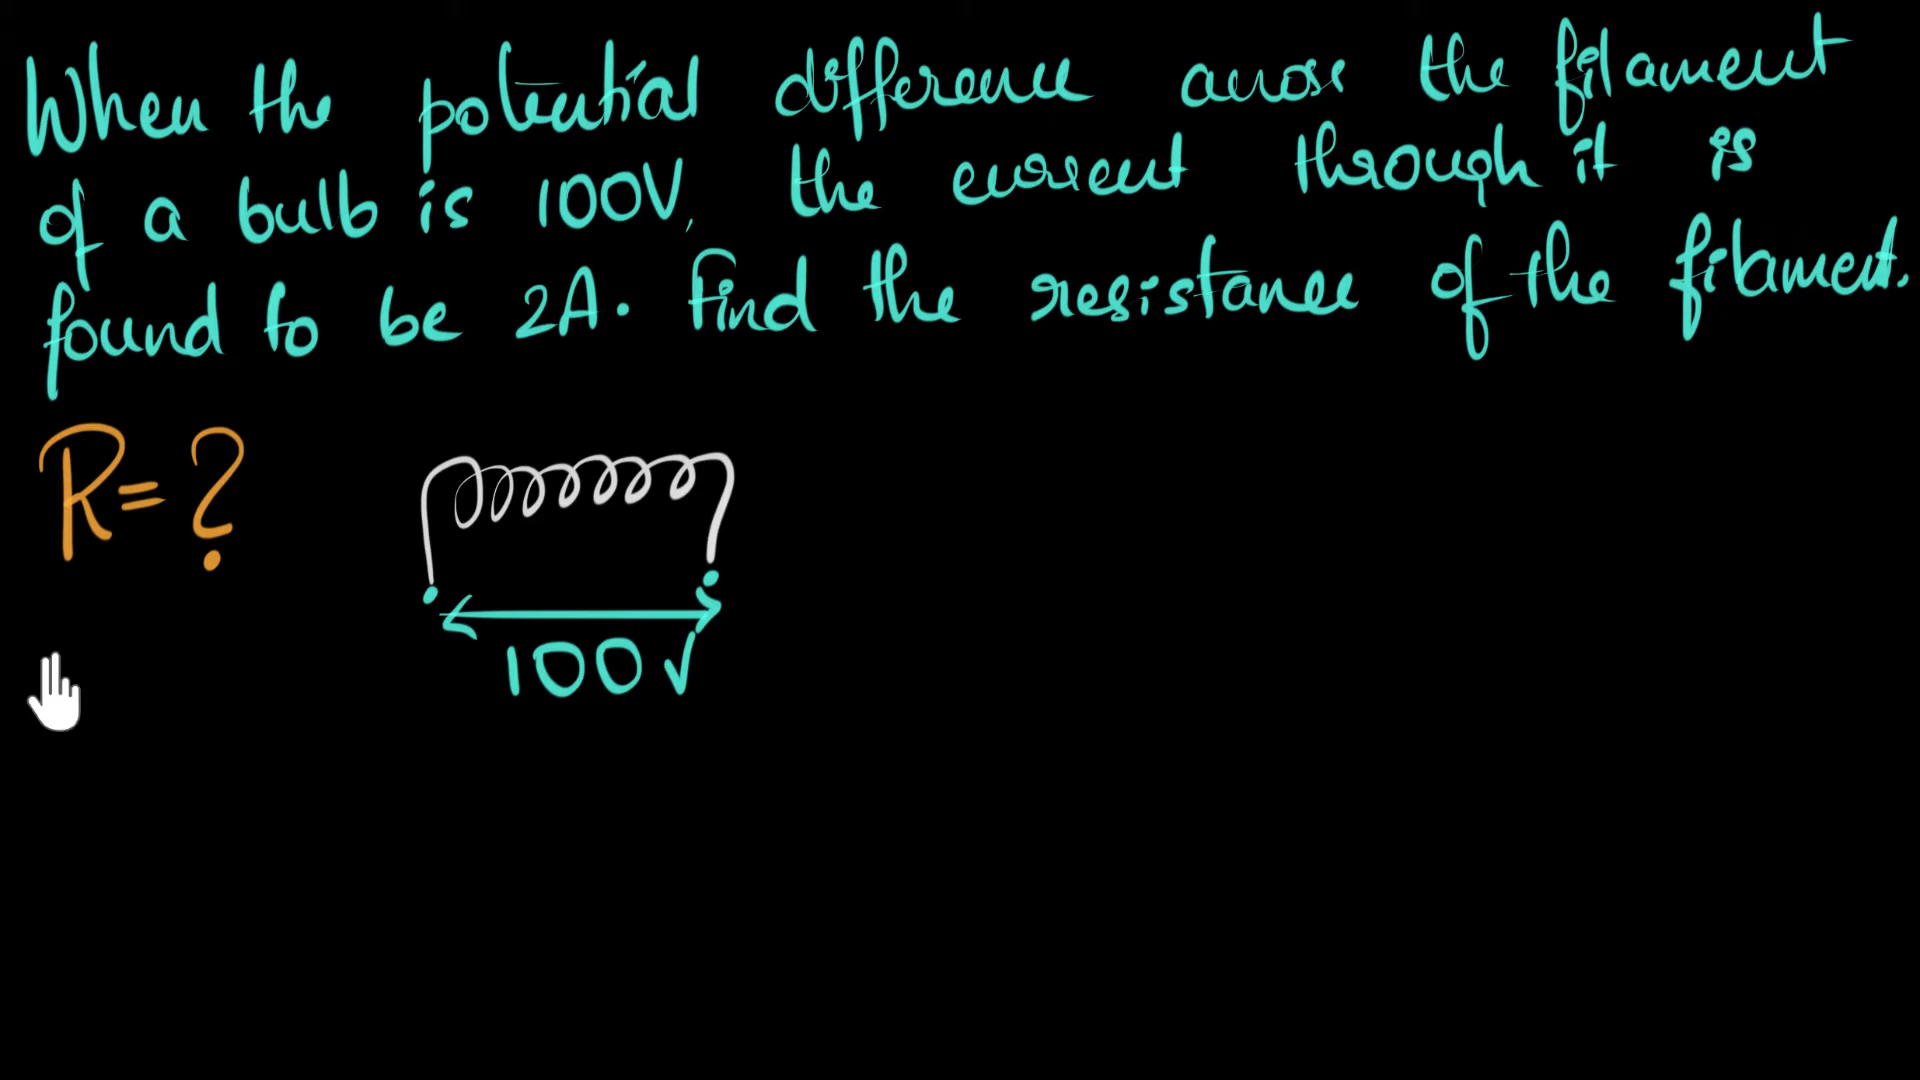 When the potential difference across the filament
of a bulb is 100V, the current through it is
found to be 2A. Find the resistance of the filament.
R=?
100V